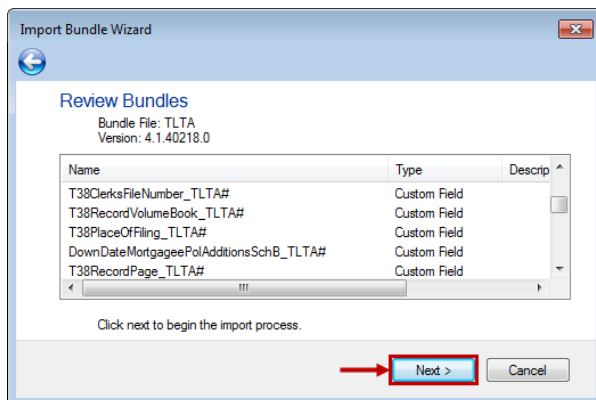 Import Bundle Wizard
Review Bundles
Bundle File: TLTA
Version: 4.1.40218.0
Name Type Descrip
T38ClerksFileNumber_TLTA# Custom Field
T38RecordVolumeBook_TLTA# Custom Field
T38PlaceOfFiling_TLTA# Custom Field
DownDateMortgageePolAdditionsSchB_TLTA# Custom Field
T38RecordPage_TLTA# Custom Field
Click next to begin the import process.
Next > Cancel